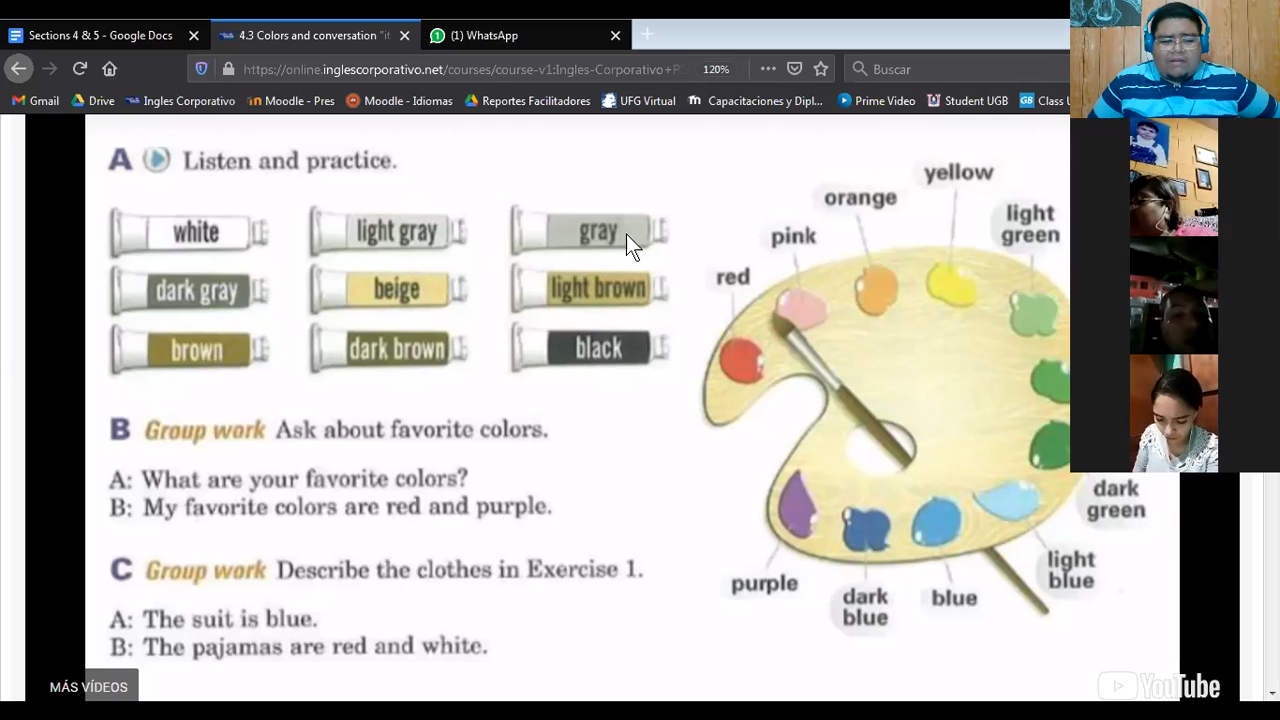 Sections 4 & 5 - Google Docs
4.3 Colors and conversation "it
(1) WhatsApp
https://online.inglescorporativo.net/courses/course-v1:Ingles-Corporativo+P
120%
Buscar
Gmail
Drive
Ingles Corporativo
Moodle - Pres
Moodle - Idiomas
Reportes Facilitadores
UFG Virtual
Capacitaciones y Dipl...
Prime Video
Student UGB
Class
A Listen and practice.
white
light gray
gray
dark gray
beige
light brown
brown
dark brown
black
B Group work Ask about favorite colors.
A: What are your favorite colors?
B: My favorite colors are red and purple.
C Group work Describe the clothes in Exercise 1.
A: The suit is blue.
B: The pajamas are red and white.
red
pink
orange
yellow
light
green
dark
green
light
blue
blue
dark
blue
purple
MÁS VÍDEOS
YouTube